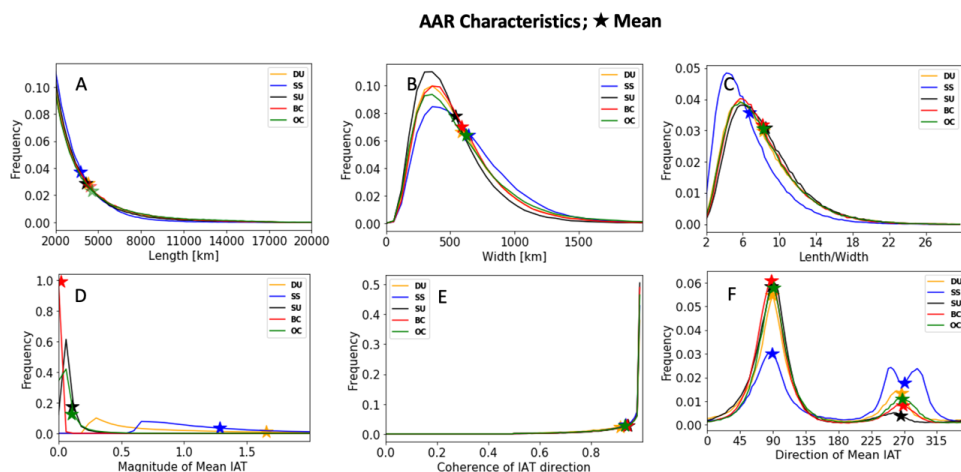 AAR Characteristics; ★ Mean
A
DU
SS
SU
BC
OC
Frequency
0.10
0.08
0.06
0.04
0.02
0.00
2000 5000 8000 11000 14000 17000 20000
Length [km]
B
DU
SS
SU
BC
OC
Frequency
0.10
0.08
0.06
0.04
0.02
0.00
0 500 1000 1500
Width [km]
C
DU
SS
SU
BC
OC
Frequency
0.05
0.04
0.03
0.02
0.01
0.00
2 6 10 14 18 22 26
Lenth/Width
D
DU
SS
SU
BC
OC
Frequency
1.0
0.8
0.6
0.4
0.2
0.0
0.0 0.5 1.0 1.5
Magnitude of Mean IAT
E
DU
SS
SU
BC
OC
Frequency
0.5
0.4
0.3
0.2
0.1
0.0
0.0 0.2 0.4 0.6 0.8
Coherence of IAT direction
F
DU
SS
SU
BC
OC
Frequency
0.06
0.05
0.04
0.03
0.02
0.01
0.00
0 45 90 135 180 225 270 315
Direction of Mean IAT